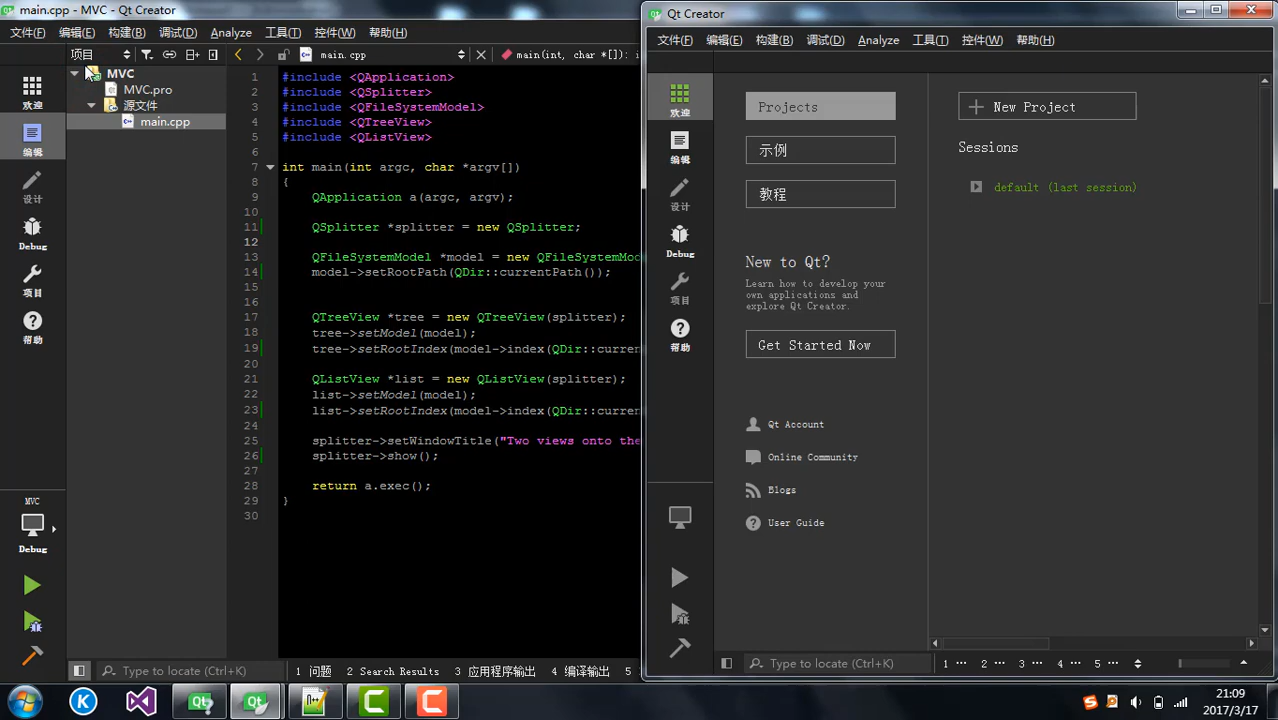 main.cpp - MVC - Qt Creator
文件(F) 编辑(E) 构建(B) 调试(D) Analyze 工具(T) 控件(W) 帮助(H)
项目
main.cpp
main(int, char *[]):
欢迎
编辑
设计
Debug
项目
帮助
MVC
Debug
MVC
MVC.pro
源文件
main.cpp
1 #include <QApplication>
2 #include <QSplitter>
3 #include <QFileSystemModel>
4 #include <QTreeView>
5 #include <QListView>
6
7 int main(int argc, char *argv[])
8 {
9 QApplication a(argc, argv);
10
11 QSplitter *splitter = new QSplitter;
12
13 QFileSystemModel *model = new QFileSystemMod
14 model->setRootPath(QDir::currentPath());
15
16
17 QTreeView *tree = new QTreeView(splitter);
18 tree->setModel(model);
19 tree->setRootIndex(model->index(QDir::curren
20
21 QListView *list = new QListView(splitter);
22 list->setModel(model);
23 list->setRootIndex(model->index(QDir::curren
24
25 splitter->setWindowTitle("Two views onto the
26 splitter->show();
27
28 return a.exec();
29 }
30
Type to locate (Ctrl+K)
1 问题 2 Search Results 3 应用程序输出 4 编译输出 5
Qt Creator
文件(F) 编辑(E) 构建(B) 调试(D) Analyze 工具(T) 控件(W) 帮助(H)
欢迎
编辑
设计
Debug
项目
帮助
Projects
示例
教程
New to Qt?
Learn how to develop your
own applications and
explore Qt Creator.
Get Started Now
Qt Account
Online Community
Blogs
User Guide
New Project
Sessions
default (last session)
Type to locate (Ctrl+K)
1 ... 2 ... 3 ... 4 ... 5 ...
21:09
2017/3/17